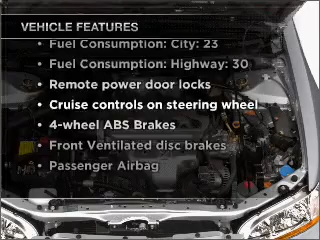 VEHICLE FEATURES
• Fuel Consumption: City: 23
• Fuel Consumption: Highway: 30
• Remote power door locks
• Cruise controls on steering wheel
• 4-wheel ABS Brakes
• Front Ventilated disc brakes
• Passenger Airbag